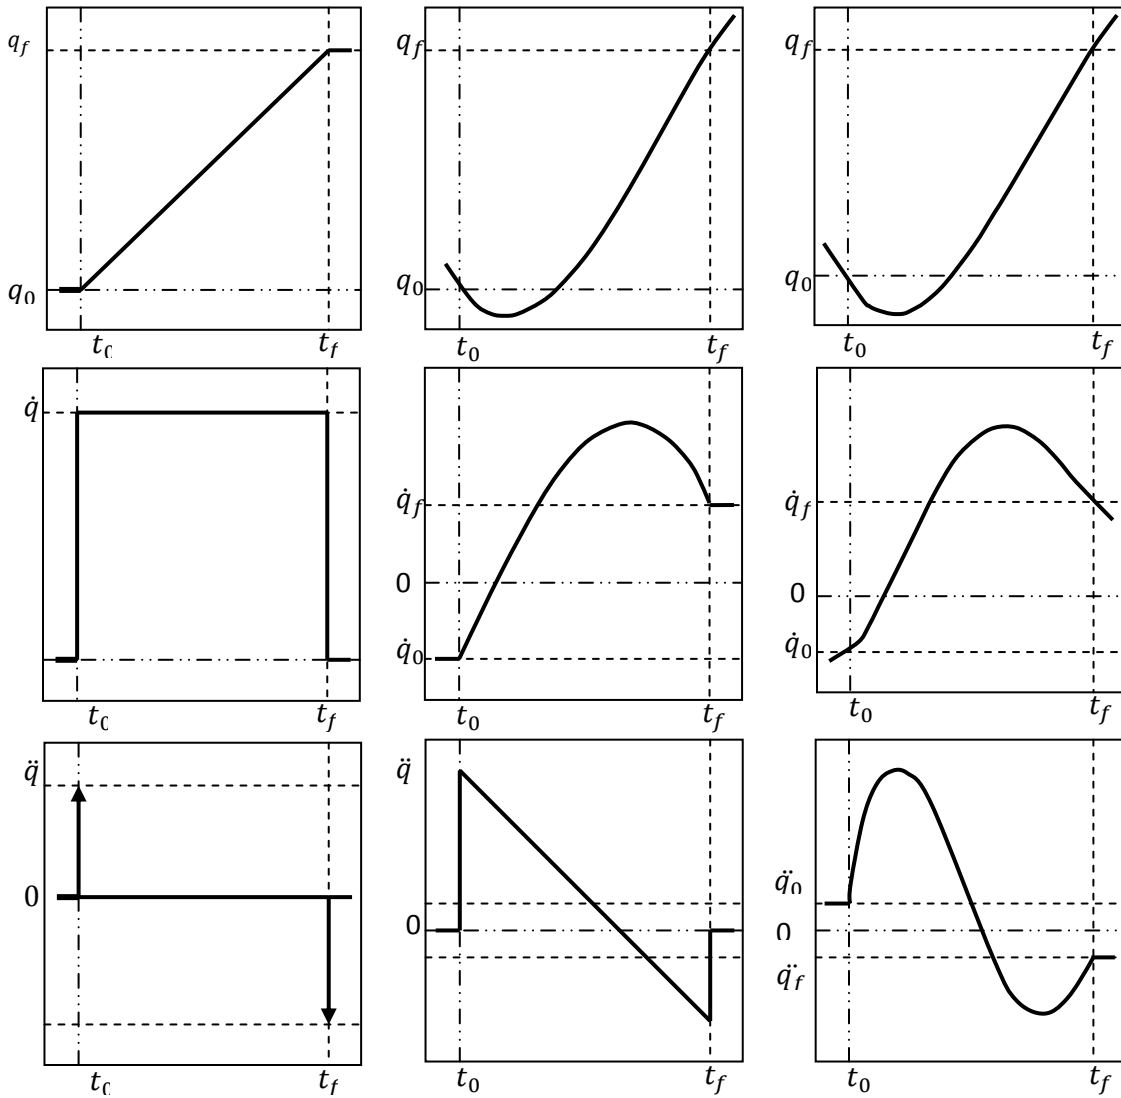 q_f q_f q_f
q_0 q_0 q_0
t_0 t_f t_0 t_f t_0 t_f
q̇ q̇_f q̇_f
0 0
q̇_0 q̇_0
t_0 t_f t_0 t_f t_0 t_f
q̈ q̈ q̈_0
0 0 0
q̈_f
t_0 t_f t_0 t_f t_0 t_f